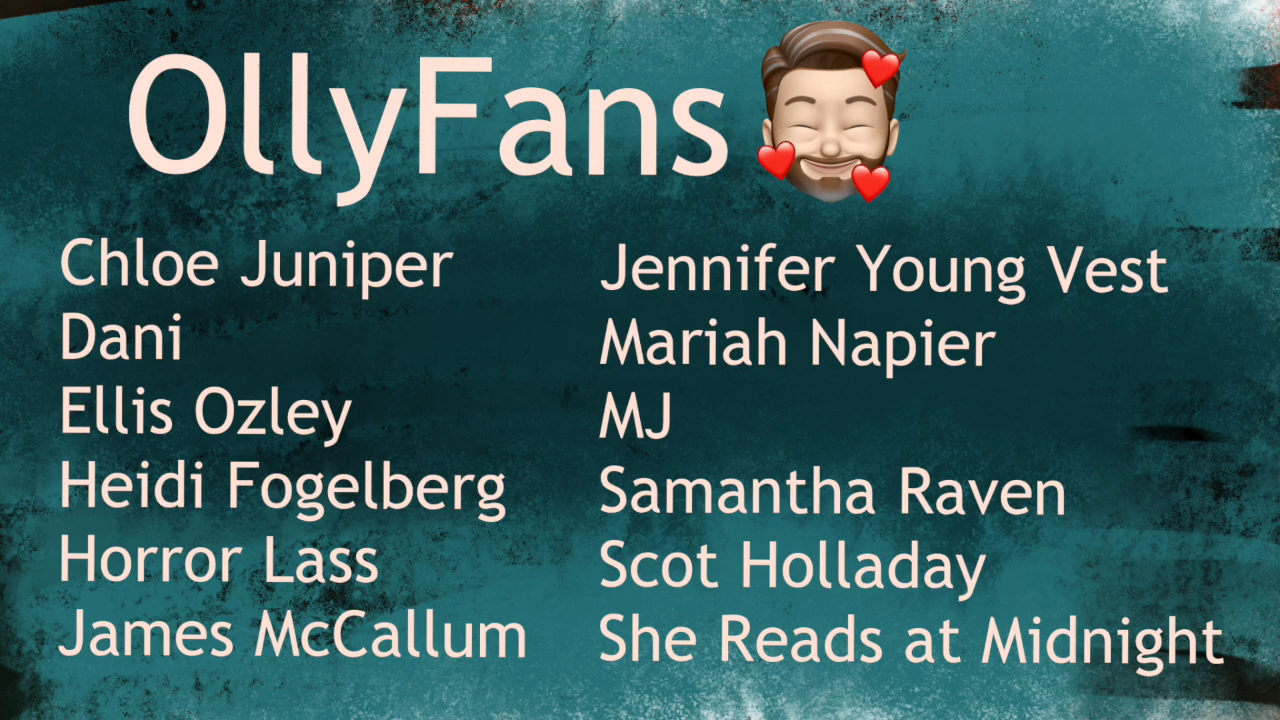 OllyFans
Chloe Juniper
Dani
Ellis Ozley
Heidi Fogelberg
Horror Lass
James McCallum
Jennifer Young Vest
Mariah Napier
MJ
Samantha Raven
Scot Holladay
She Reads at Midnight